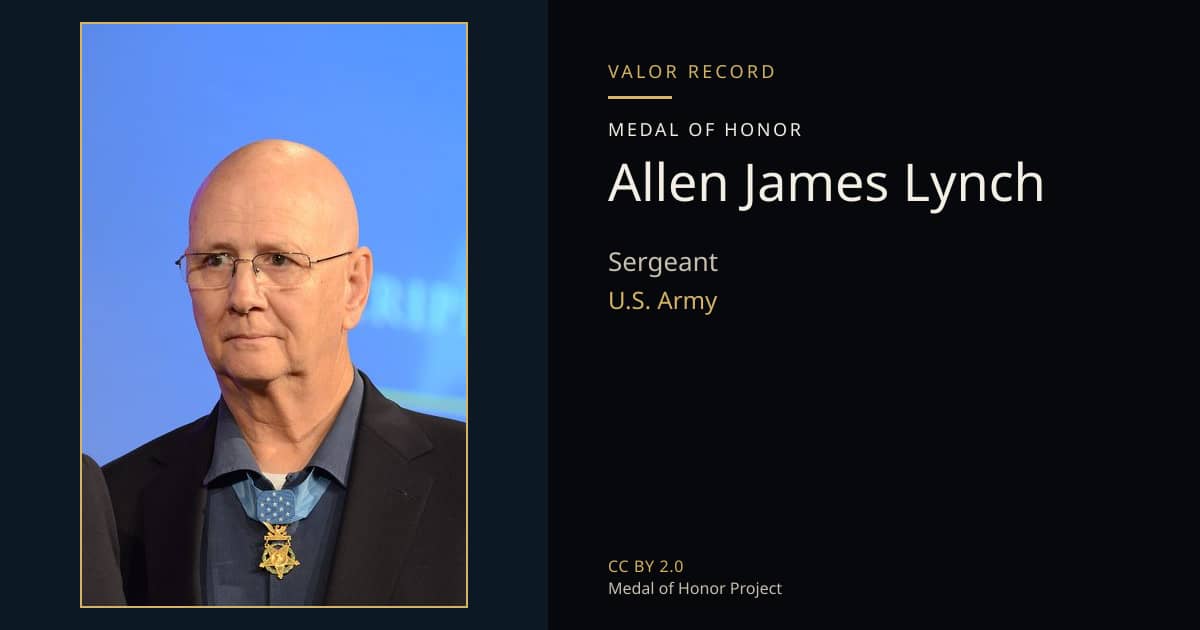 VALOR RECORD
MEDAL OF HONOR
Allen James Lynch
Sergeant
U.S. Army
CC BY 2.0
Medal of Honor Project